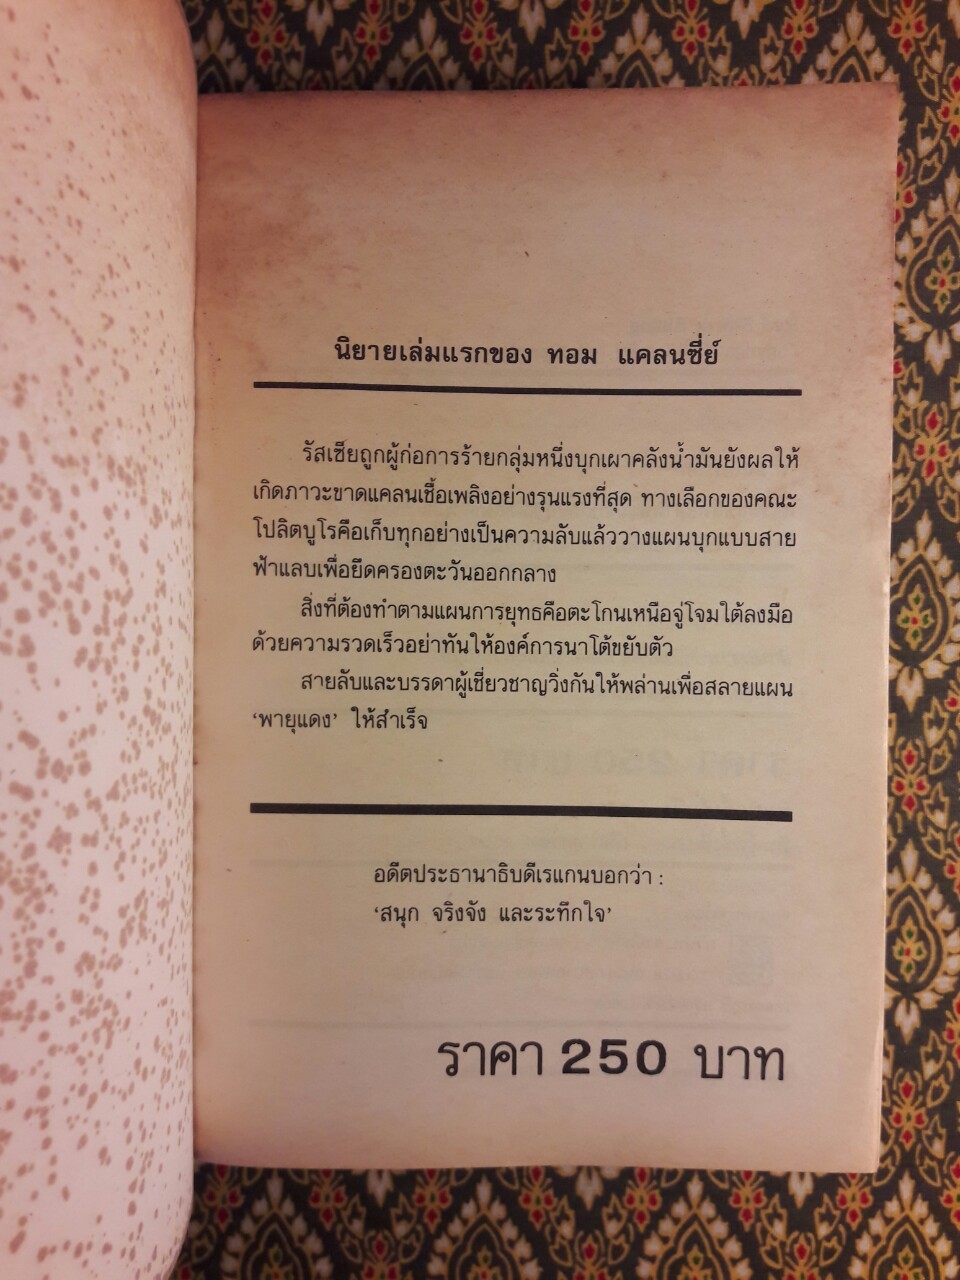 นิยายเล่มแรกของ ทอม แคลนซี่ย์
รัสเซียถูกผู้ก่อการร้ายกลุ่มหนึ่งบุกเผาคลังน้ำมันยังผลให้
เกิดภาวะขาดแคลนเชื้อเพลิงอย่างรุนแรงที่สุด ทางเลือกของคณะ
โปลิตบูโรคือเก็บทุกอย่างเป็นความลับแล้ววางแผนบุกแบบสาย
ฟ้าแลบเพื่อยึดครองตะวันออกกลาง
สิ่งที่ต้องทำตามแผนการยุทธคือตะโกนเหนือจู่โจมใต้ลงมือ
ด้วยความรวดเร็วอย่าทันให้องค์การนาโต้ขยับตัว
สายลับและบรรดาผู้เชี่ยวชาญวิ่งกันให้พล่านเพื่อสลายแผน
‘พายุแดง’ ให้สำเร็จ
อดีตประธานาธิบดีเรแกนบอกว่า :
‘สนุก จริงจัง และระทึกใจ’
ราคา 250 บาท